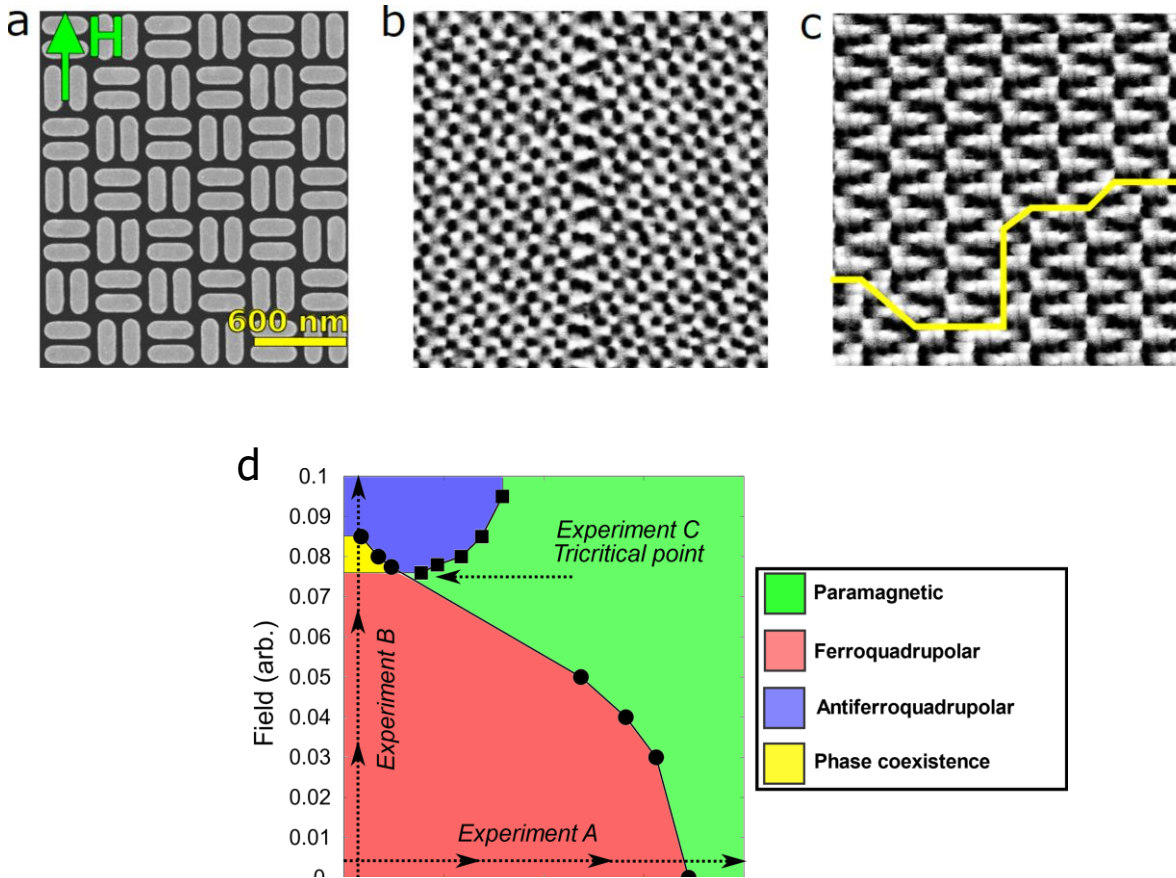 a
H
600 nm
b
c
d
0.1
0.09
0.08
0.07
0.06
0.05
0.04
0.03
0.02
0.01
0
Field (arb.)
Experiment B
Experiment C
Tricritical point
Experiment A
Paramagnetic
Ferroquadrupolar
Antiferroquadrupolar
Phase coexistence